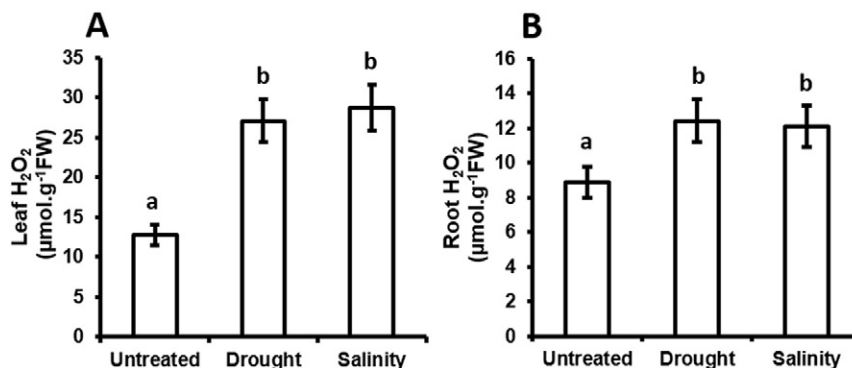 A
Leaf H₂O₂
(µmol.g⁻¹FW)
35
30
25
20
15
10
5
0
a
b
b
Untreated Drought Salinity
B
Root H₂O₂
(µmol.g⁻¹FW)
16
14
12
10
8
6
4
2
0
a
b
b
Untreated Drought Salinity